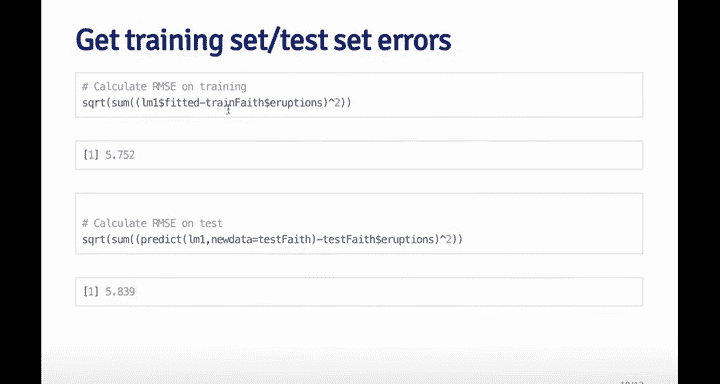 Get training set/test set errors
# Calculate RMSE on training
sqrt(sum((lm1$fitted-trainFaith$eruptions)^2))
[1] 5.752
# Calculate RMSE on test
sqrt(sum((predict(lm1,newdata=testFaith)-testFaith$eruptions)^2))
[1] 5.839